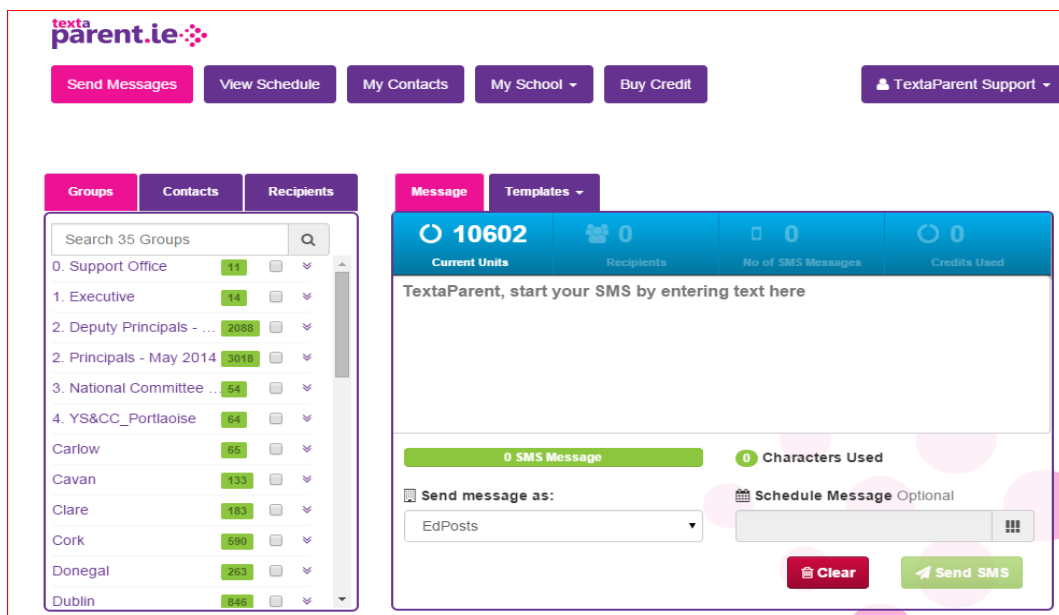 texta
parent.ie
Send Messages View Schedule My Contacts My School Buy Credit TextaParent Support
Groups Contacts Recipients
Search 35 Groups
0. Support Office 11
1. Executive 14
2. Deputy Principals - ... 2088
2. Principals - May 2014 3018
3. National Committee ... 54
4. YS&CC_Portlaoise 64
Carlow 65
Cavan 133
Clare 183
Cork 590
Donegal 263
Dublin 846
Message Templates
10602 0 0 0
Current Units Recipients No of SMS Messages Credits Used
TextaParent, start your SMS by entering text here
0 SMS Message 0 Characters Used
Send message as: Schedule Message Optional
EdPosts
Clear Send SMS